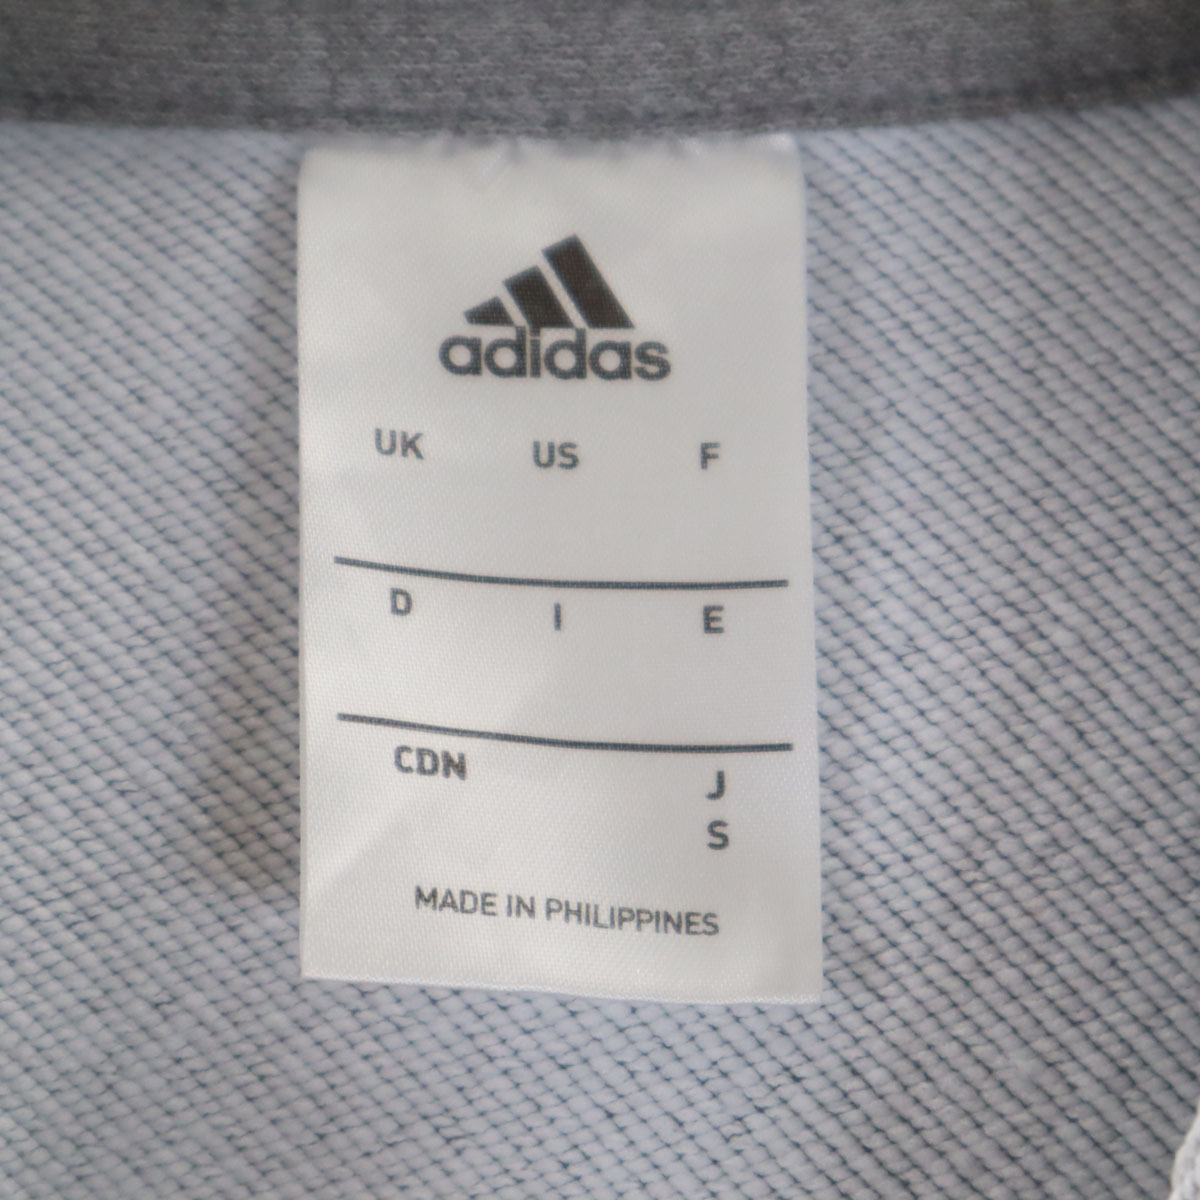 adidas
UK US F
D I E
CDN J
S
MADE IN PHILIPPINES